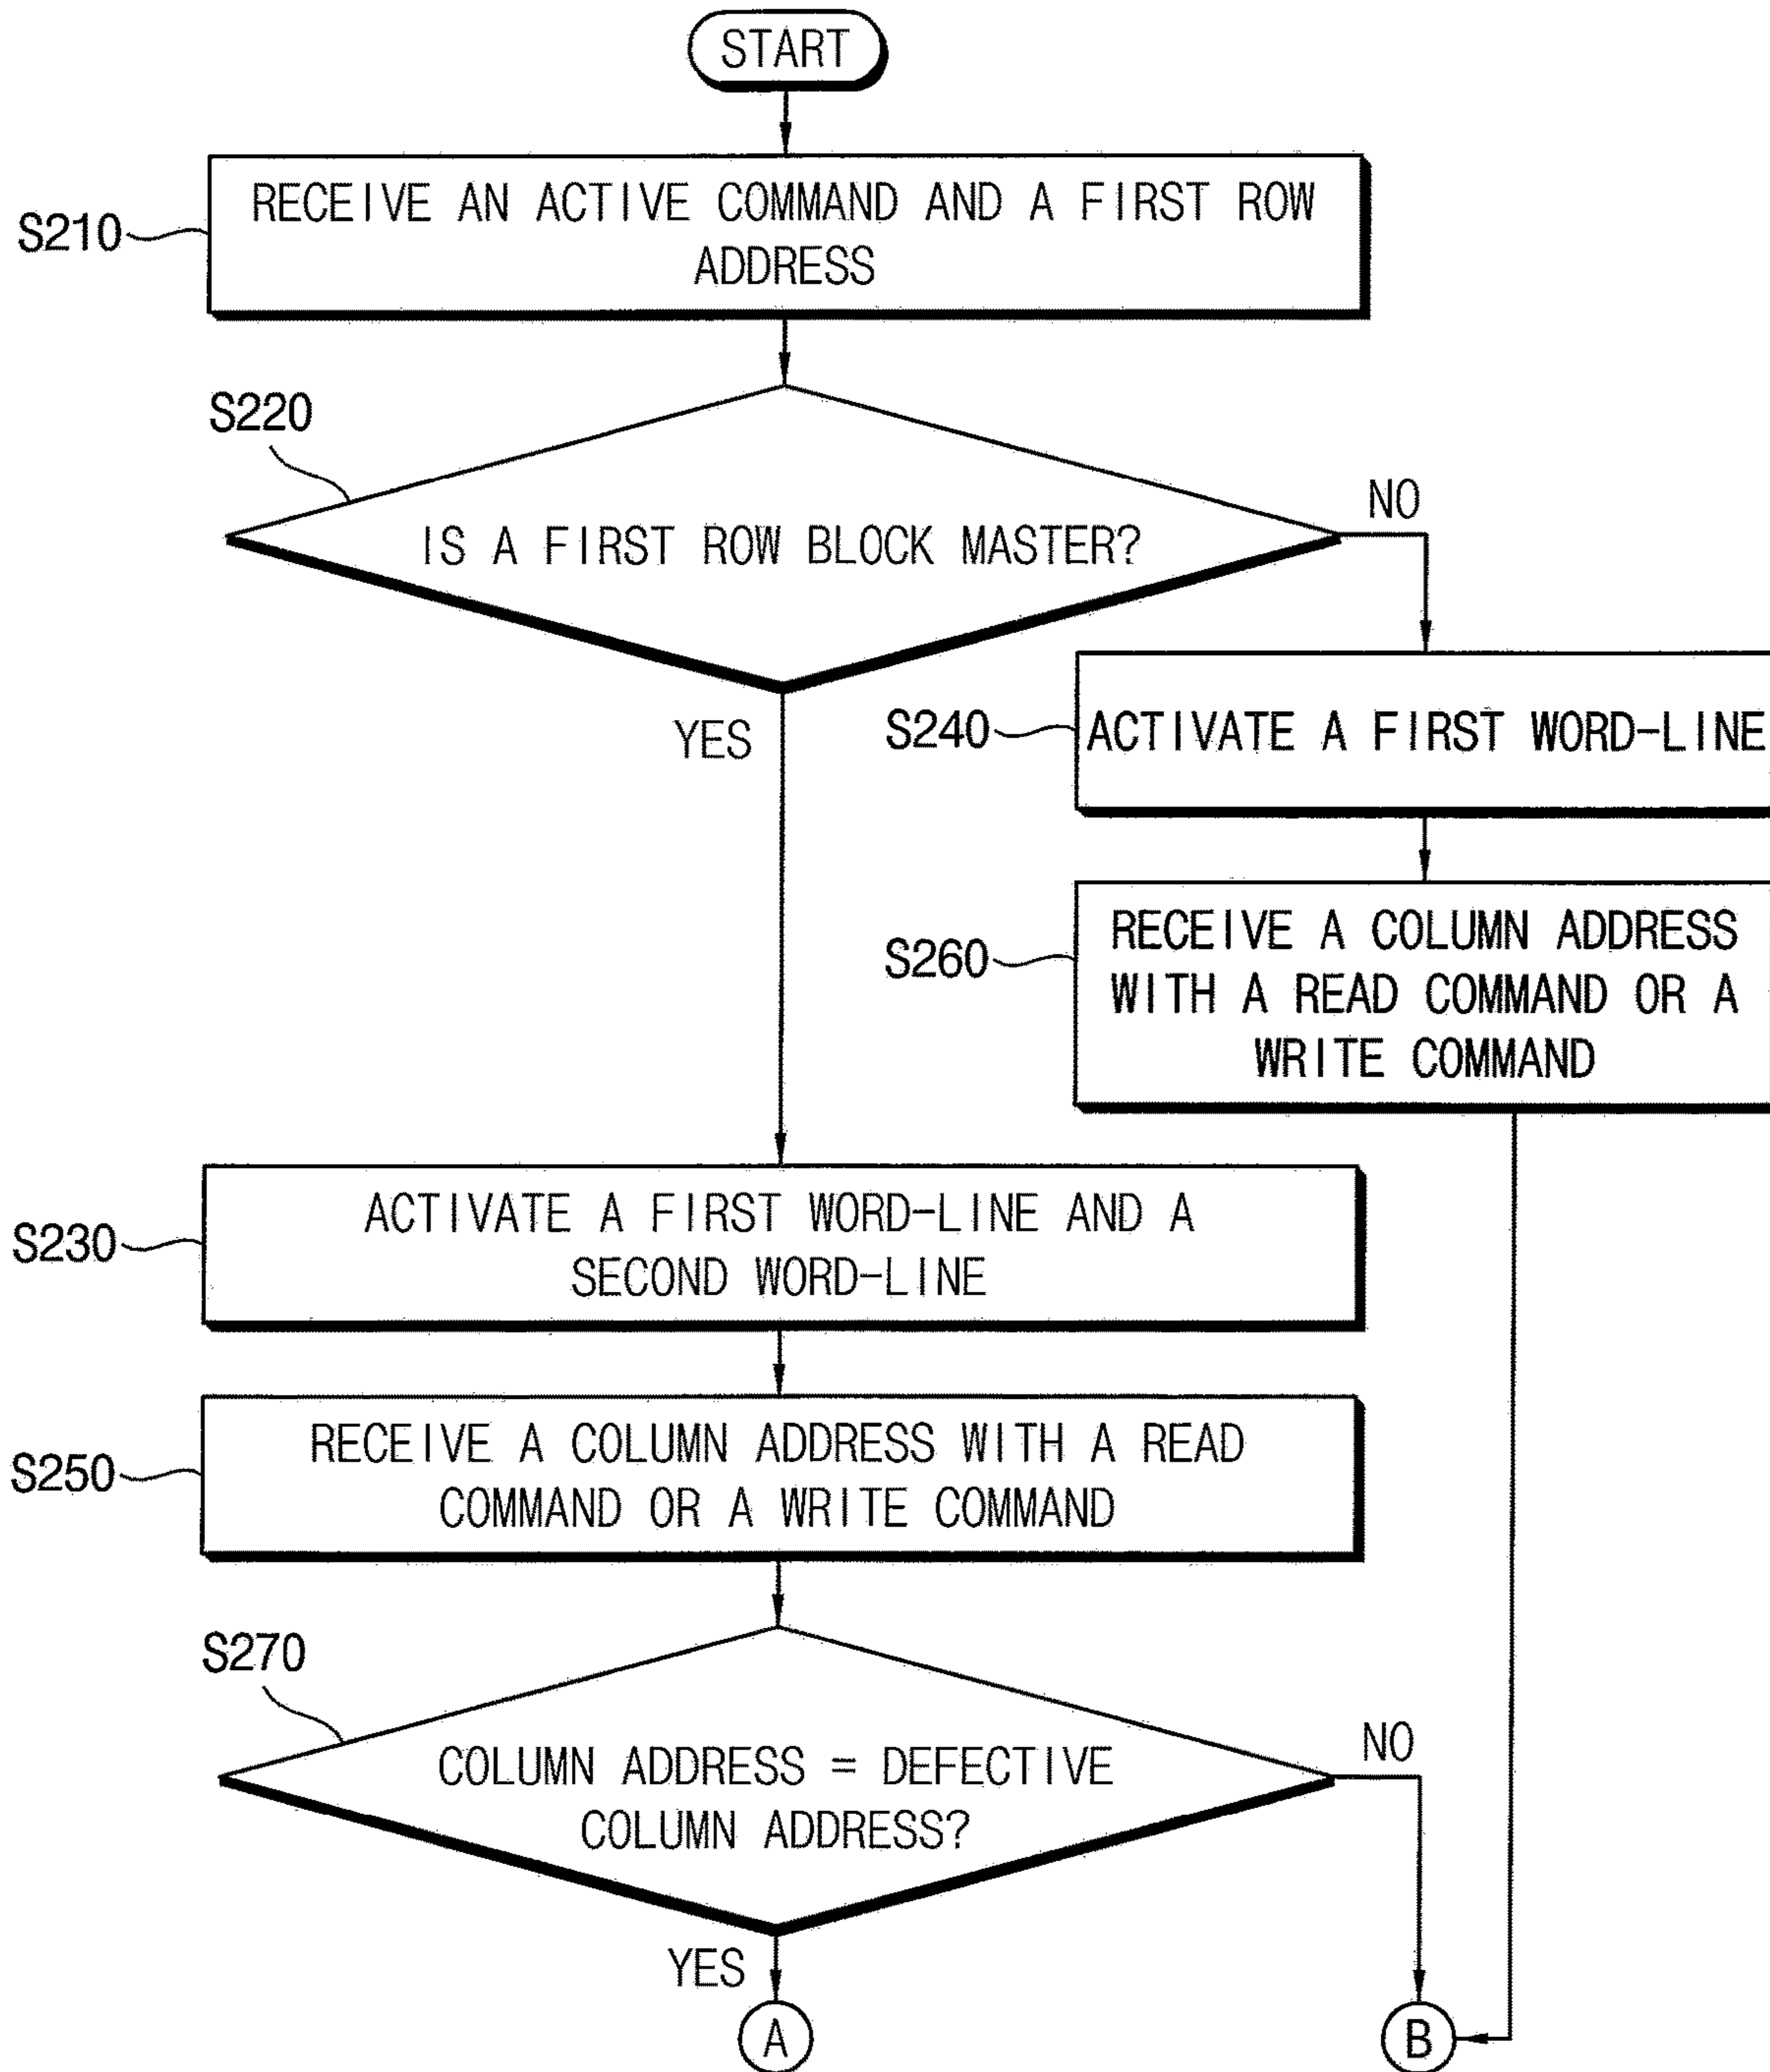 START
S210
RECEIVE AN ACTIVE COMMAND AND A FIRST ROW
ADDRESS
S220
IS A FIRST ROW BLOCK MASTER?
NO
YES
S240
ACTIVATE A FIRST WORD-LINE
S260
RECEIVE A COLUMN ADDRESS
WITH A READ COMMAND OR A
WRITE COMMAND
S230
ACTIVATE A FIRST WORD-LINE AND A
SECOND WORD-LINE
S250
RECEIVE A COLUMN ADDRESS WITH A READ
COMMAND OR A WRITE COMMAND
S270
COLUMN ADDRESS = DEFECTIVE
COLUMN ADDRESS?
NO
YES
A
B